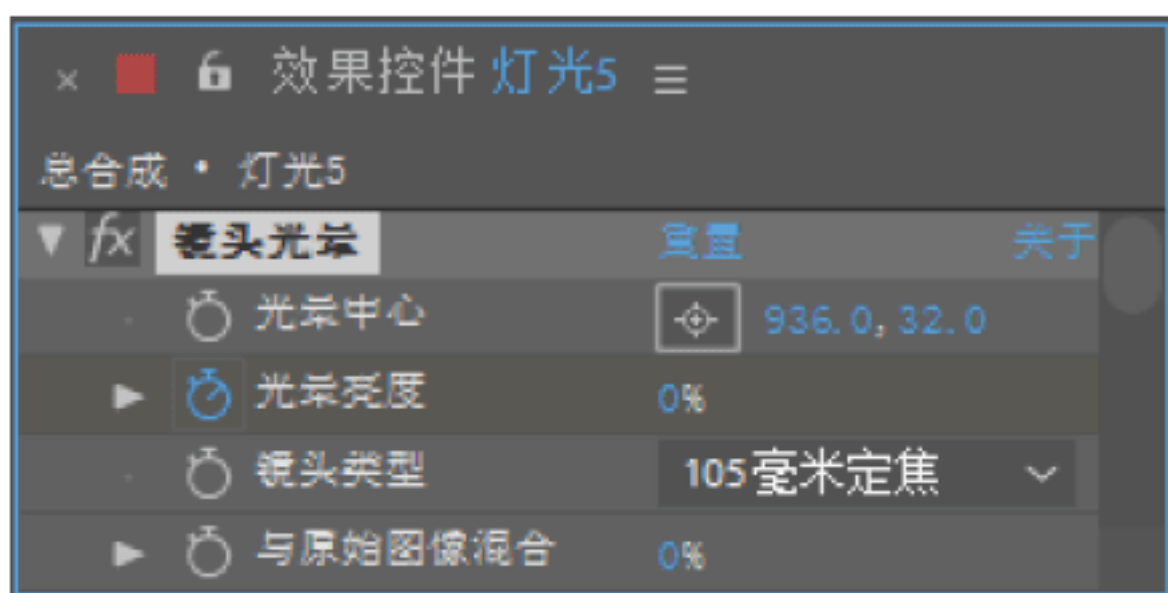 × 效果控件 灯光5 ≡
总合成 • 灯光5
fx 镜头光晕 重置 关于
光晕中心 936.0, 32.0
光晕亮度 0%
镜头类型 105毫米定焦
与原始图像混合 0%